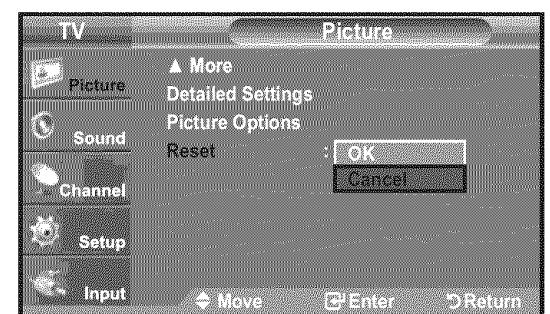 TV
Picture
Picture
Sound
Channel
Setup
Input
▲ More
Detailed Settings
Picture Options
Reset : OK
Cancel
Move Enter Return